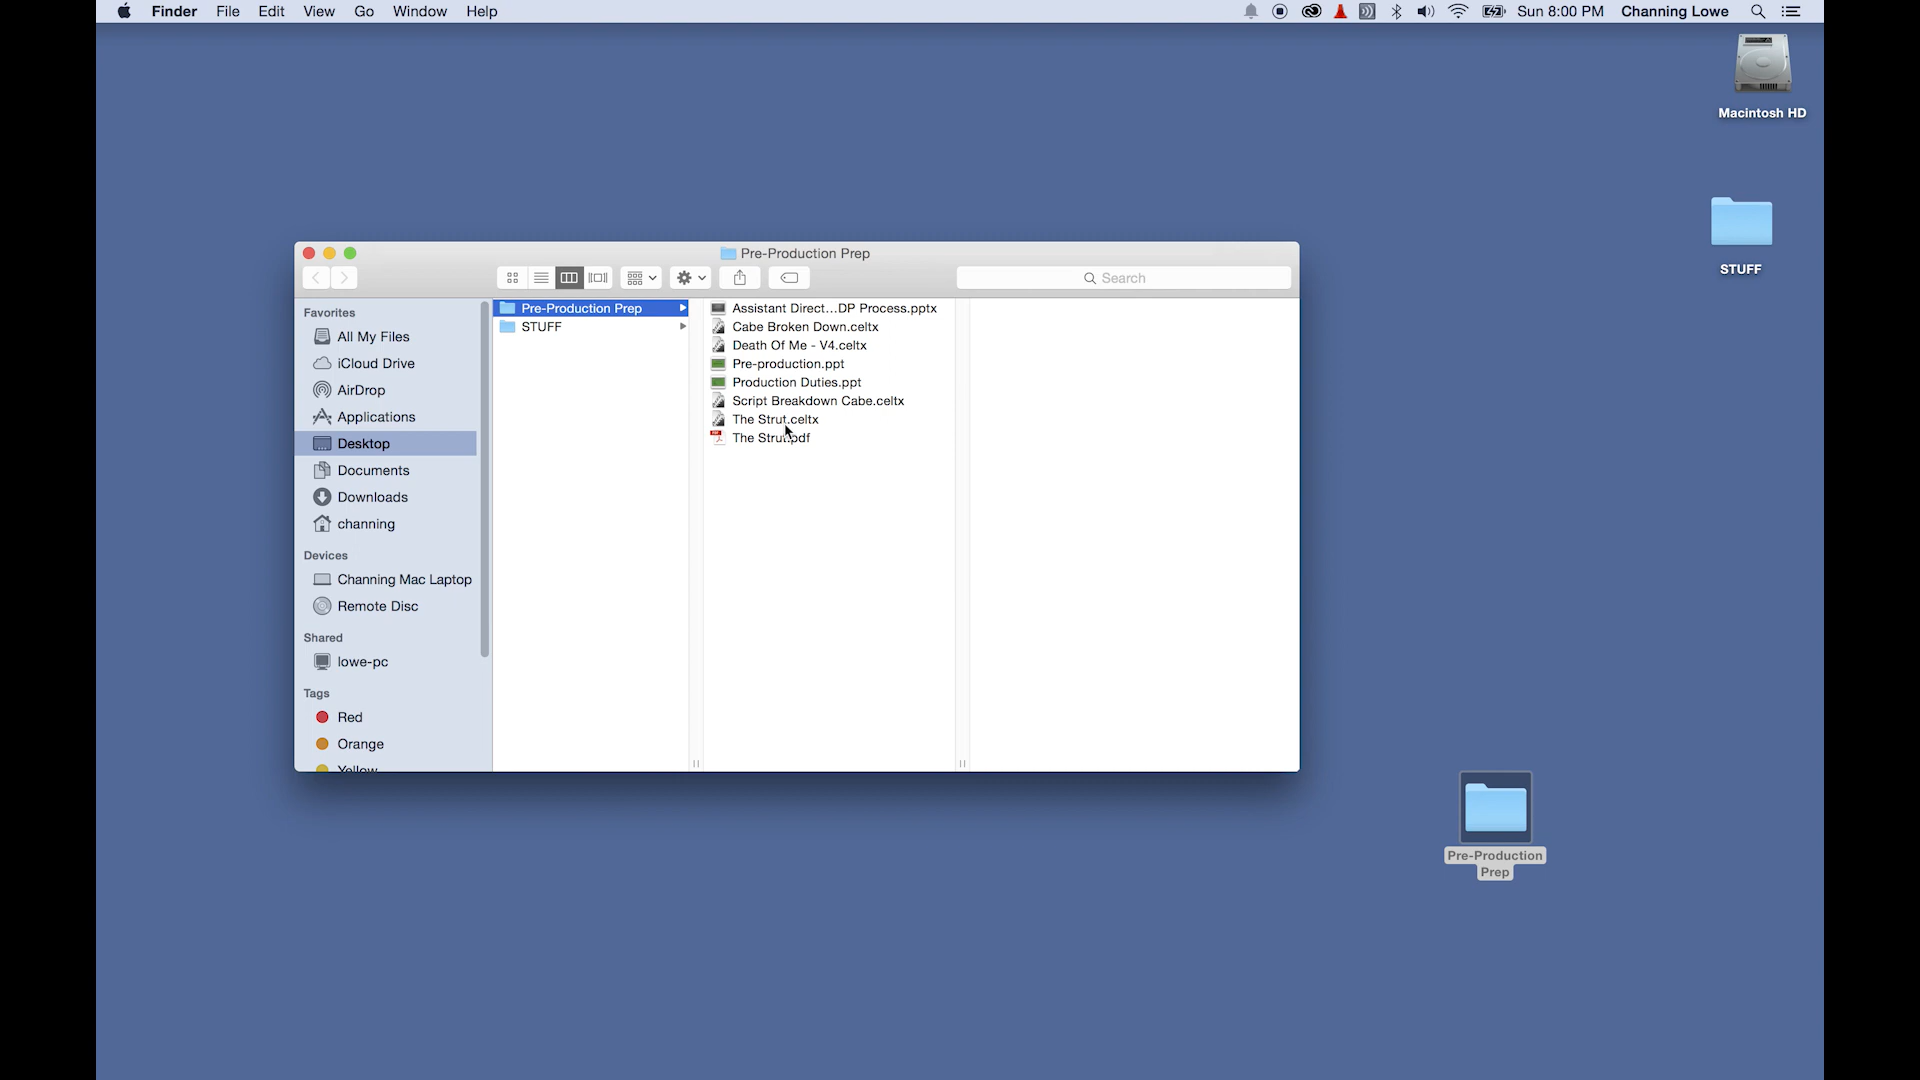 Finder File Edit View Go Window Help Sun 8:00 PM Channing Lowe
Macintosh HD
STUFF
Pre-Production Prep
Search
Favorites
All My Files
iCloud Drive
AirDrop
Applications
Desktop
Documents
Downloads
channing
Devices
Channing Mac Laptop
Remote Disc
Shared
lowe-pc
Tags
Red
Orange
Yellow
Pre-Production Prep
STUFF
Assistant Direct...DP Process.pptx
Cabe Broken Down.celtx
Death Of Me - V4.celtx
Pre-production.ppt
Production Duties.ppt
Script Breakdown Cabe.celtx
The Strut.celtx
The Strut.pdf
Pre-Production
Prep